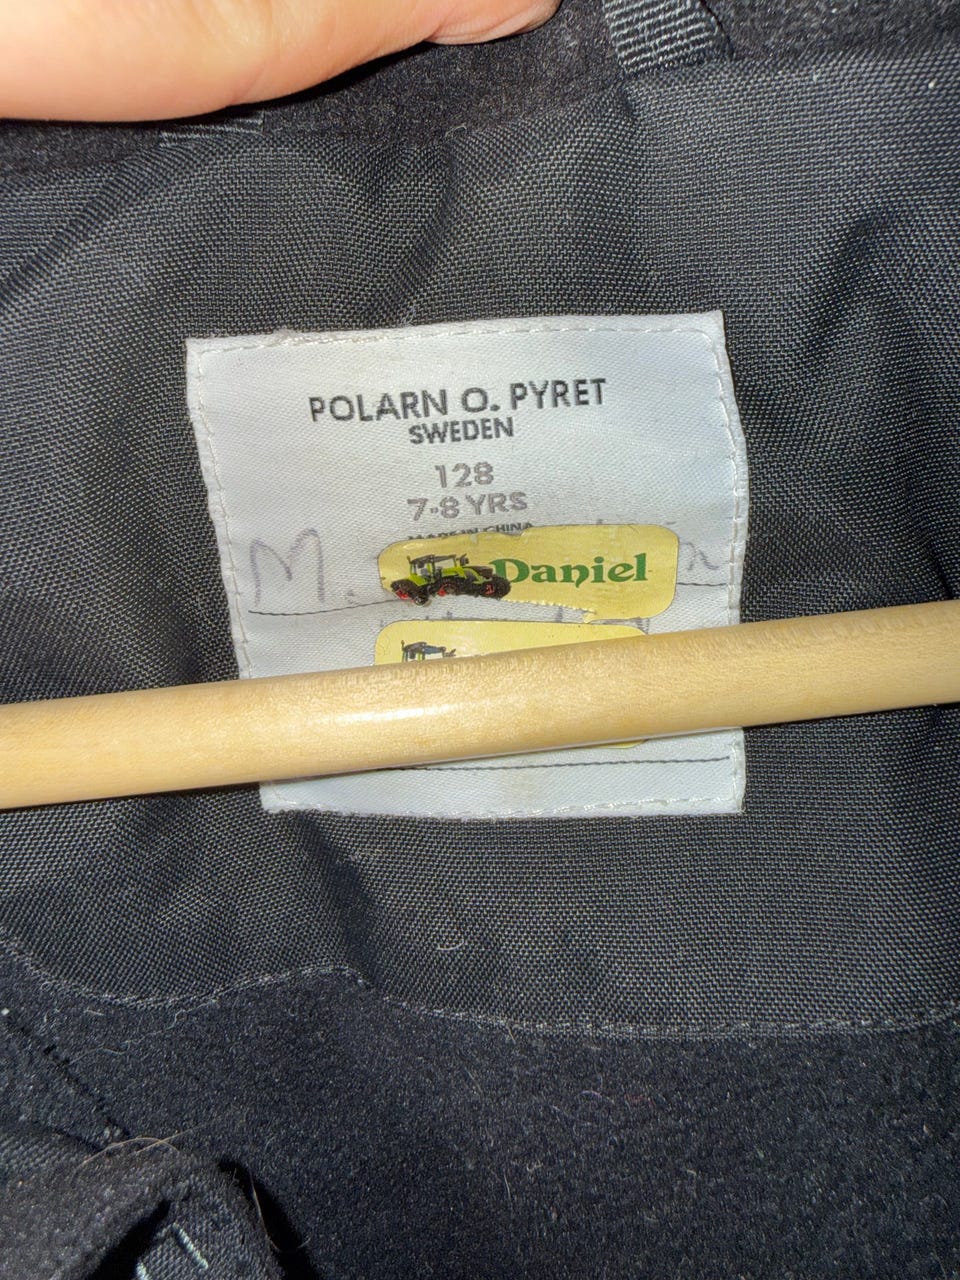 POLARN O. PYRET
SWEDEN
128
7-8 YRS
MADE IN CHINA
Daniel